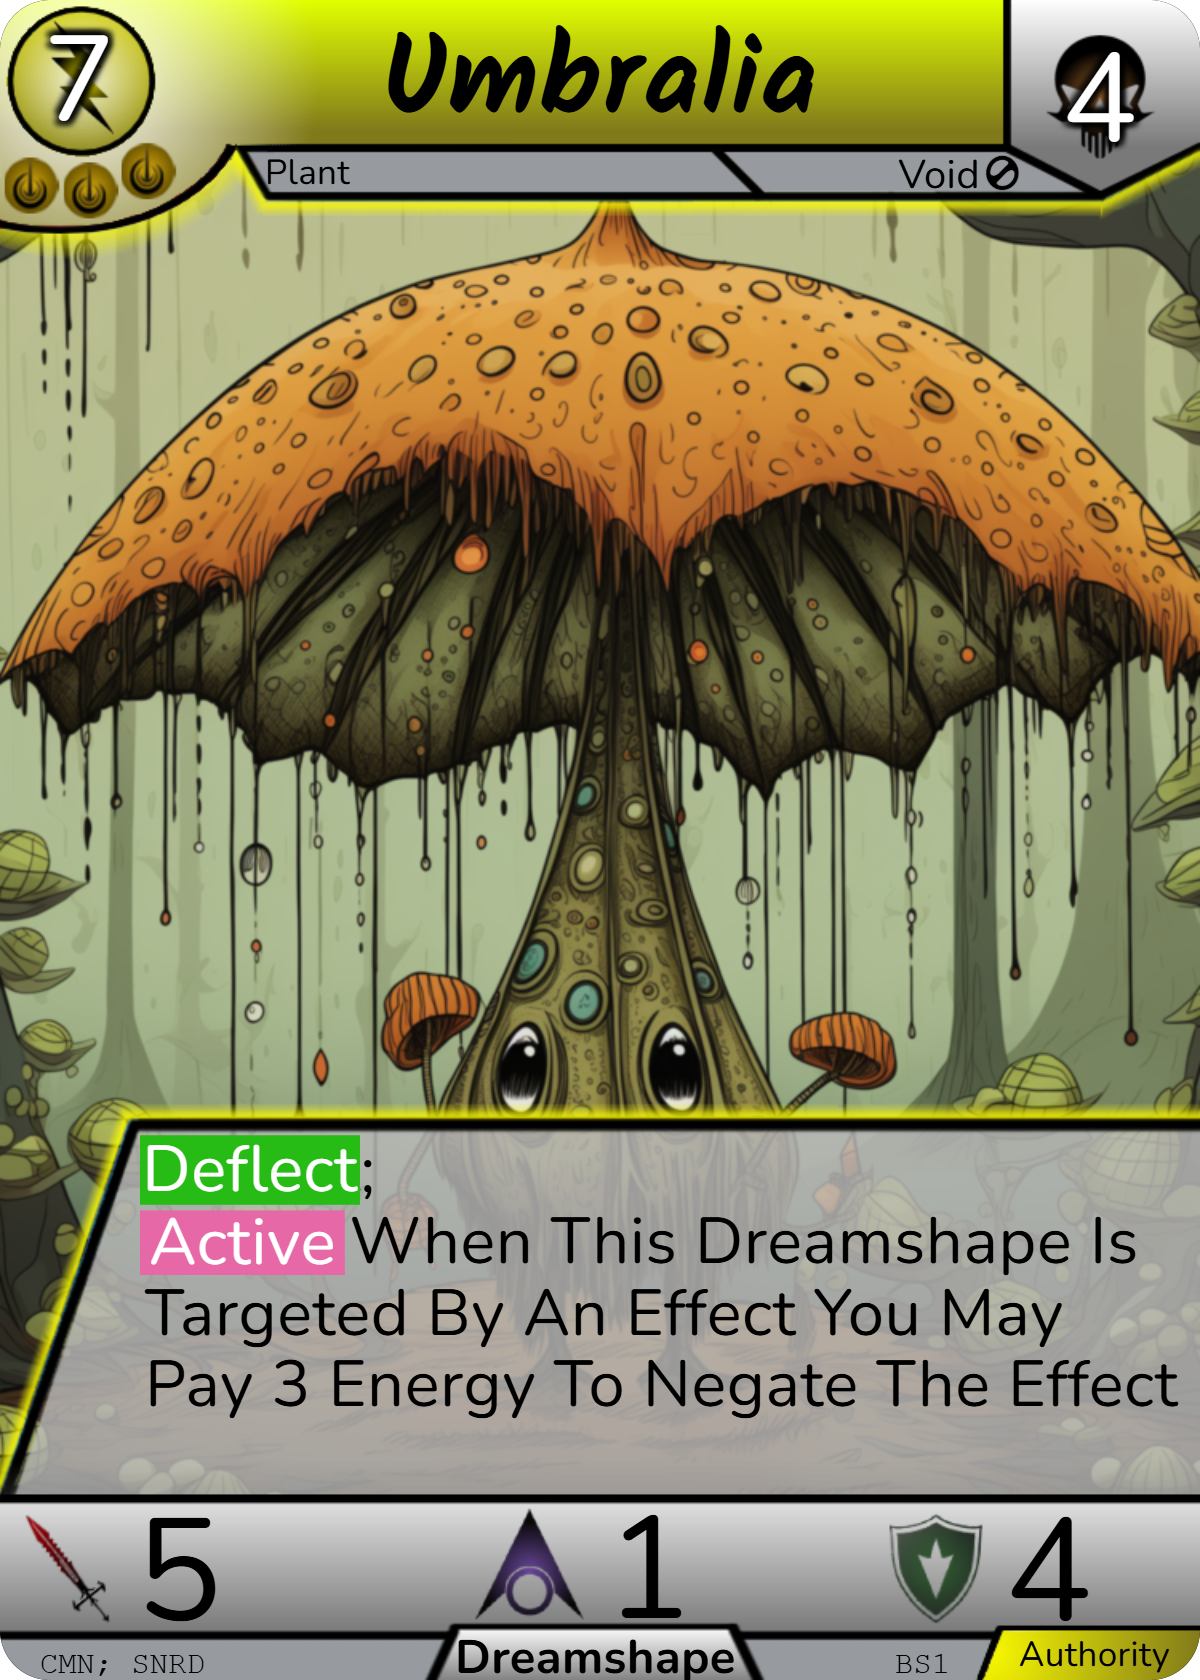 7
Umbralia
4
Plant
Void
Deflect;
Active When This Dreamshape Is
Targeted By An Effect You May
Pay 3 Energy To Negate The Effect
5
1
4
CMN; SNRD
Dreamshape
BS1
Authority